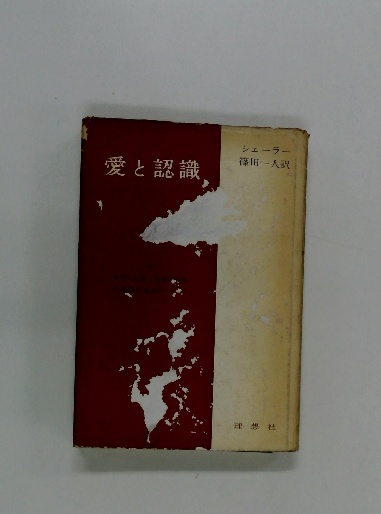 愛と認識
シェーラー
篠田一人訳
理想社